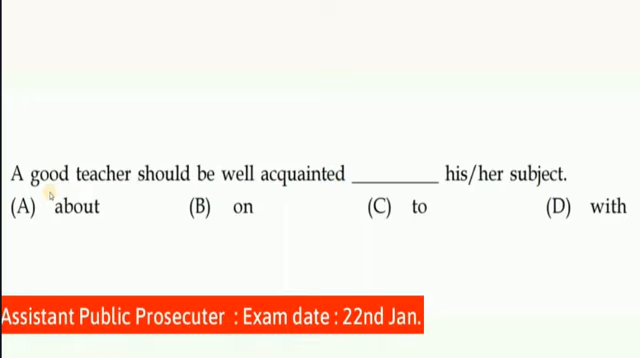 A good teacher should be well acquainted ________ his/her subject.
(A) about (B) on (C) to (D) with
Assistant Public Prosecuter : Exam date : 22nd Jan.